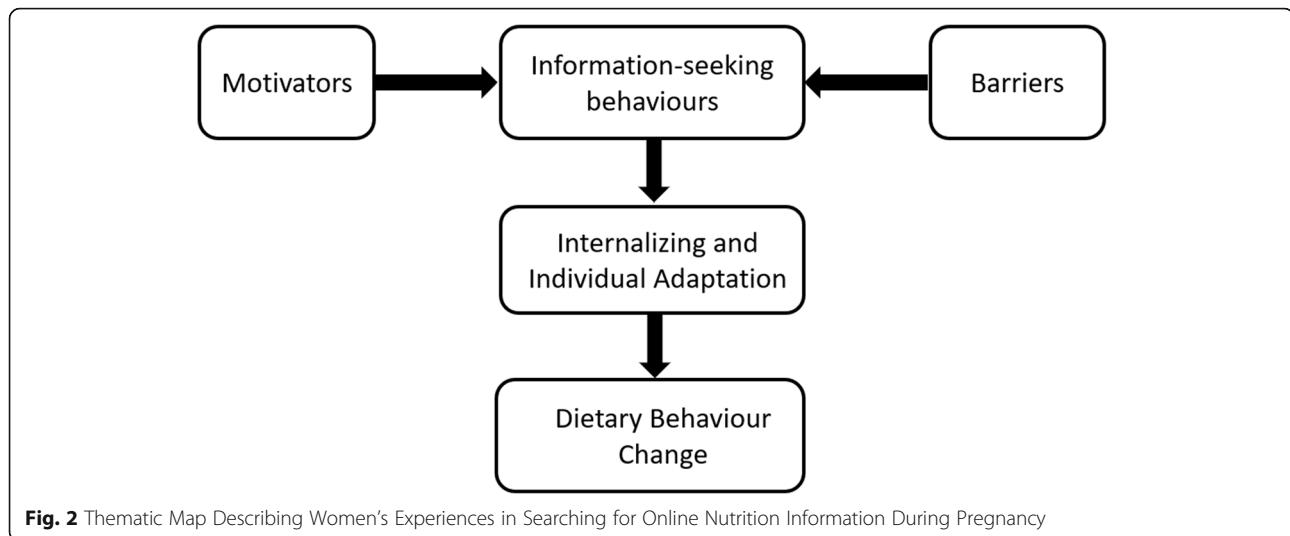 Motivators
Information-seeking
behaviours
Barriers
Internalizing and
Individual Adaptation
Dietary Behaviour
Change
Fig. 2 Thematic Map Describing Women's Experiences in Searching for Online Nutrition Information During Pregnancy